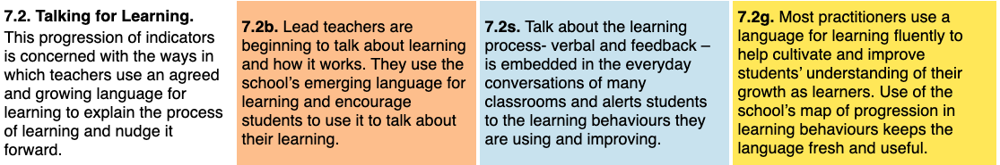 7.2. Talking for Learning.
This progression of indicators
is concerned with the ways in
which teachers use an agreed
and growing language for
learning to explain the process
of learning and nudge it
forward.
7.2b. Lead teachers are
beginning to talk about learning
and how it works. They use the
school's emerging language for
learning and encourage
students to use it to talk about
their learning.
7.2s. Talk about the learning
process- verbal and feedback –
is embedded in the everyday
conversations of many
classrooms and alerts students
to the learning behaviours they
are using and improving.
7.2g. Most practitioners use a
language for learning fluently to
help cultivate and improve
students' understanding of their
growth as learners. Use of the
school's map of progression in
learning behaviours keeps the
language fresh and useful.